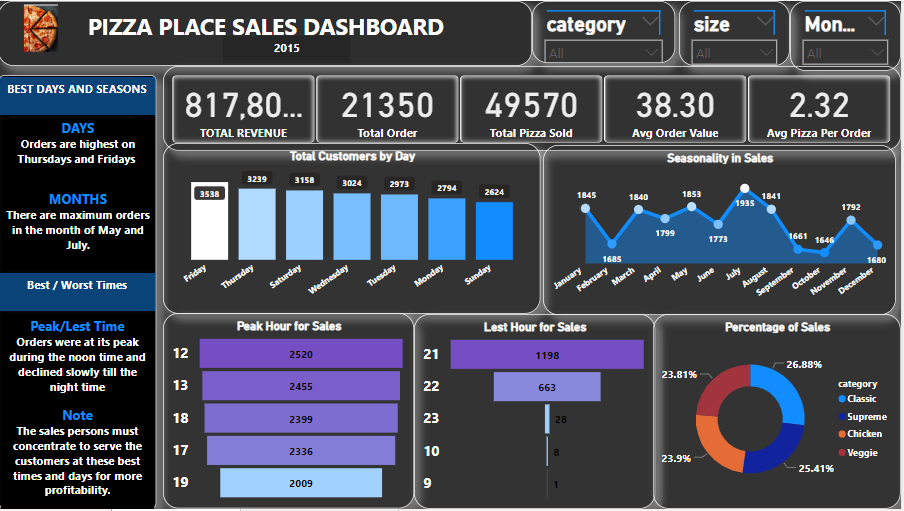 PIZZA PLACE SALES DASHBOARD
2015
category
All
size
All
Mon...
All
BEST DAYS AND SEASONS
DAYS
Orders are highest on
Thursdays and Fridays
MONTHS
There are maximum orders
in the month of May and
July.
Best / Worst Times
Peak/Lest Time
Orders were at its peak
during the noon time and
declined slowly till the
night time
Note
The sales persons must
concentrate to serve the
customers at these best
times and days for more
profitability.
817,80...
TOTAL REVENUE
21350
Total Order
49570
Total Pizza Sold
38.30
Avg Order Value
2.32
Avg Pizza Per Order
Total Customers by Day
3538
3239
3158
3024
2973
2794
2624
Friday
Thursday
Saturday
Wednesday
Tuesday
Monday
Sunday
Seasonality in Sales
1845
1685
1840
1799
1853
1773
1935
1841
1661
1646
1792
1680
January
February
March
April
May
June
July
August
September
October
November
December
Peak Hour for Sales
12 2520
13 2455
18 2399
17 2336
19 2009
Lest Hour for Sales
21 1198
22 663
23 28
10 8
9 1
Percentage of Sales
26.88%
25.41%
23.9%
23.81%
category
Classic
Supreme
Chicken
Veggie